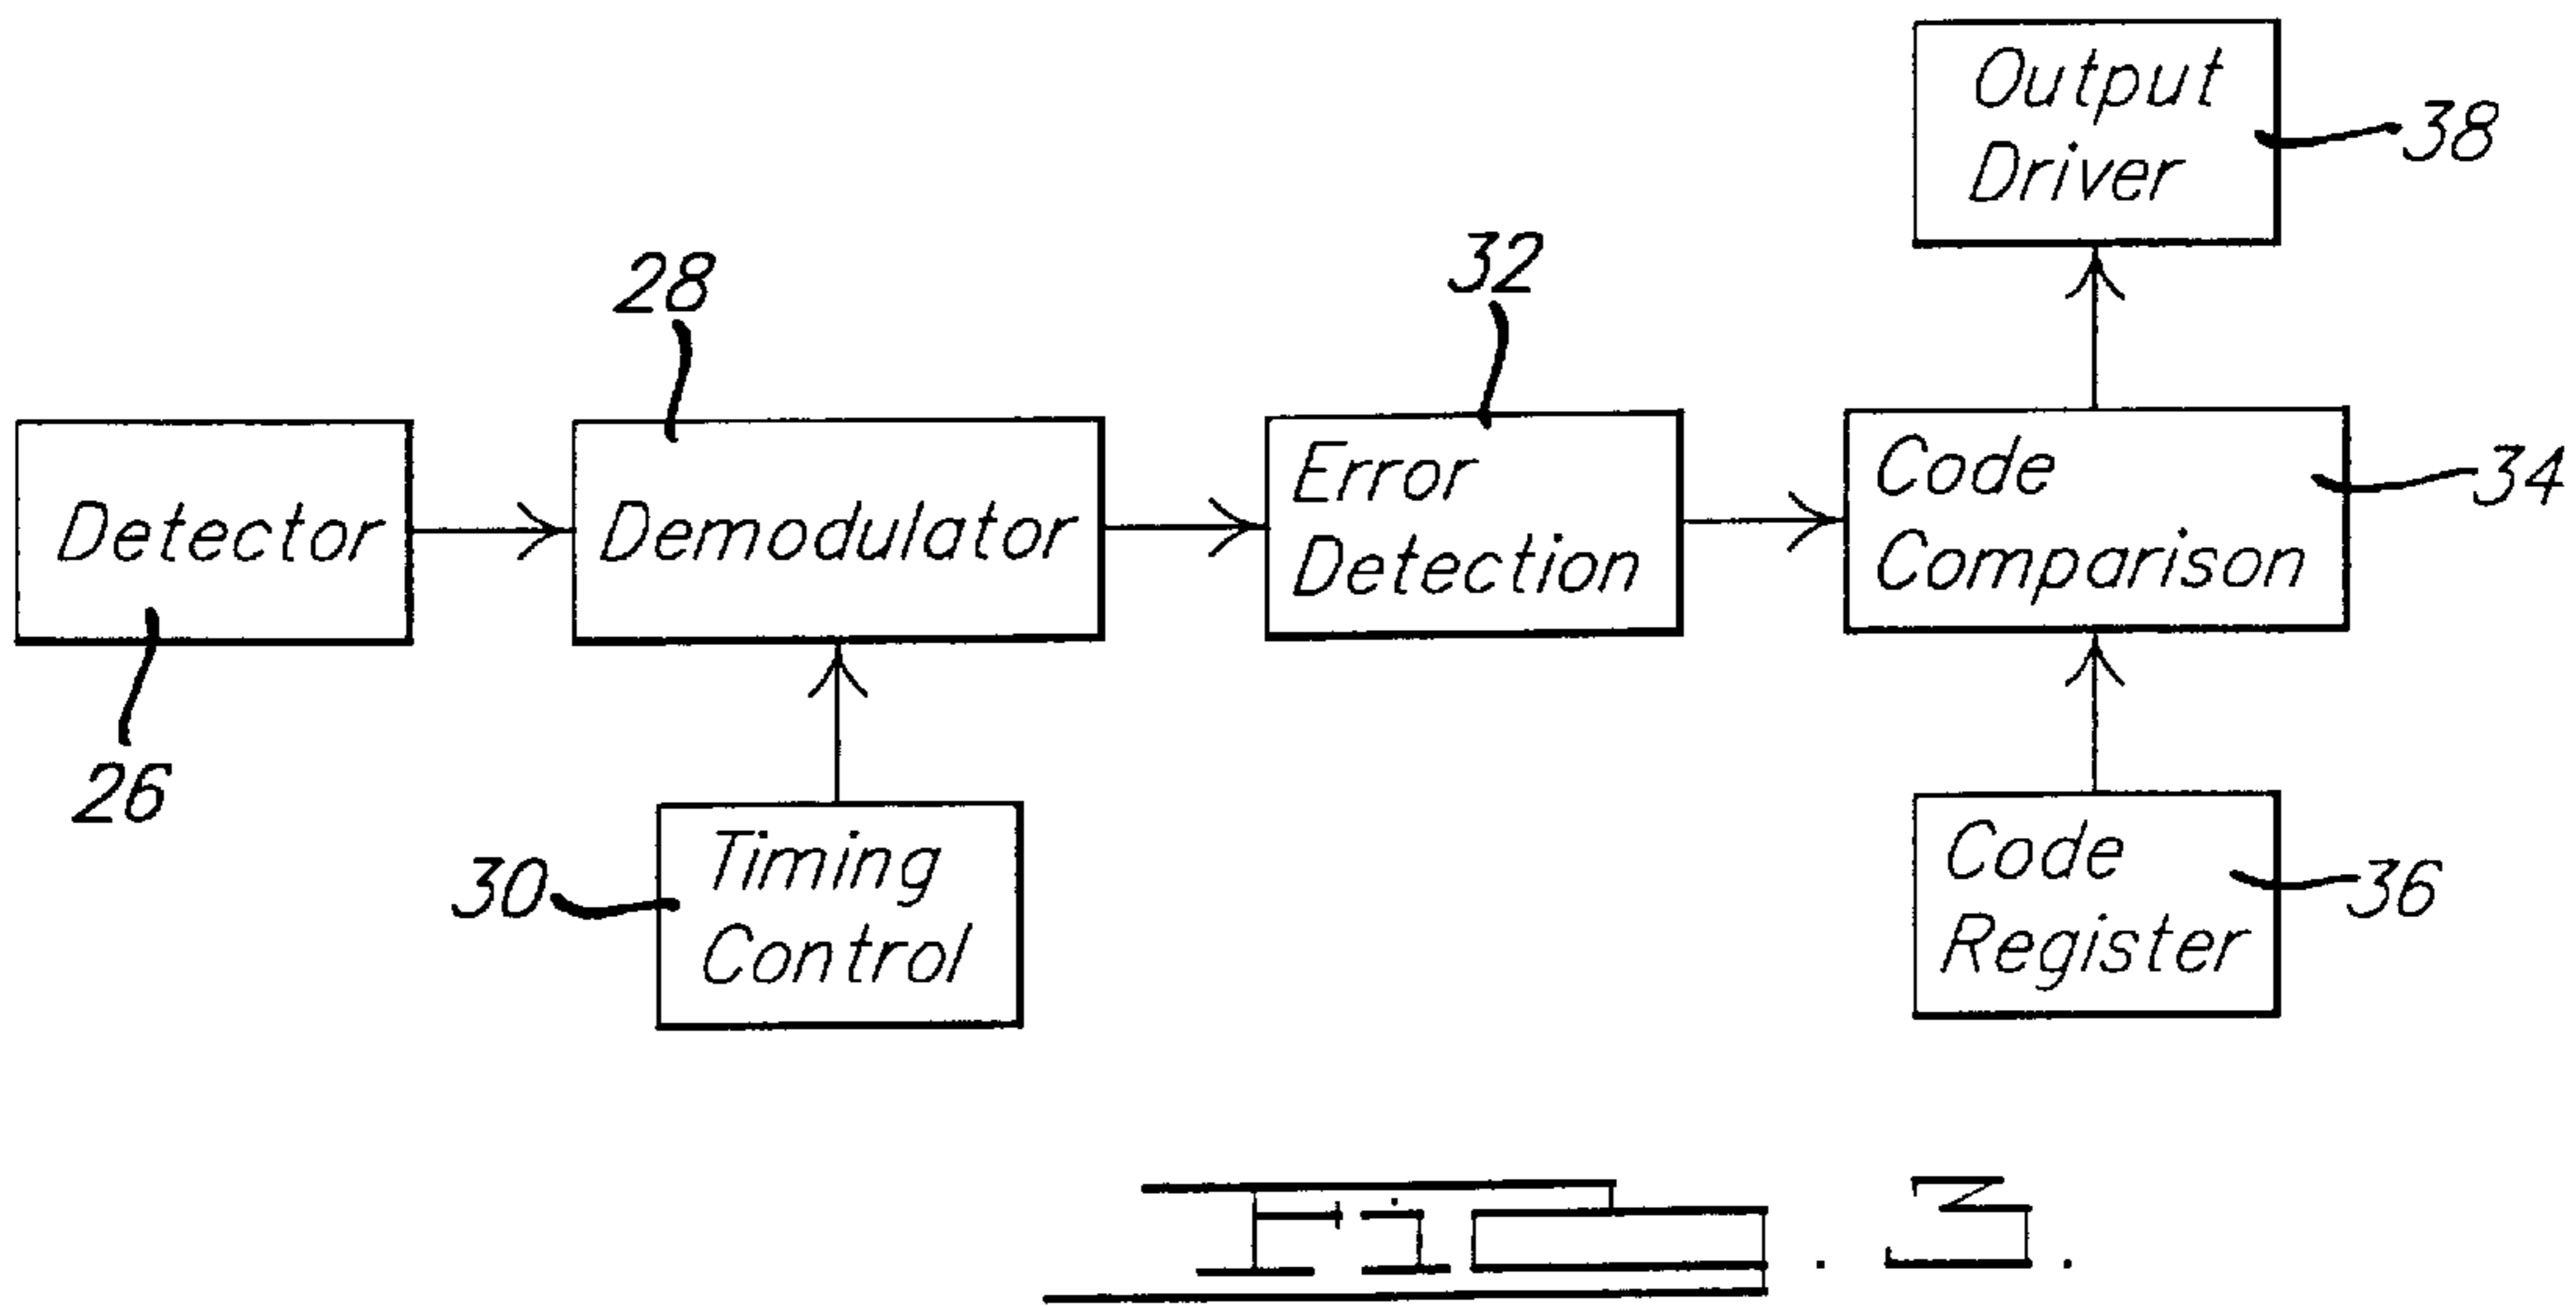 Output
Driver
38
28
32
Detector
Demodulator
Error
Detection
Code
Comparison
34
26
30
Timing
Control
Code
Register
36
Fig. 3.